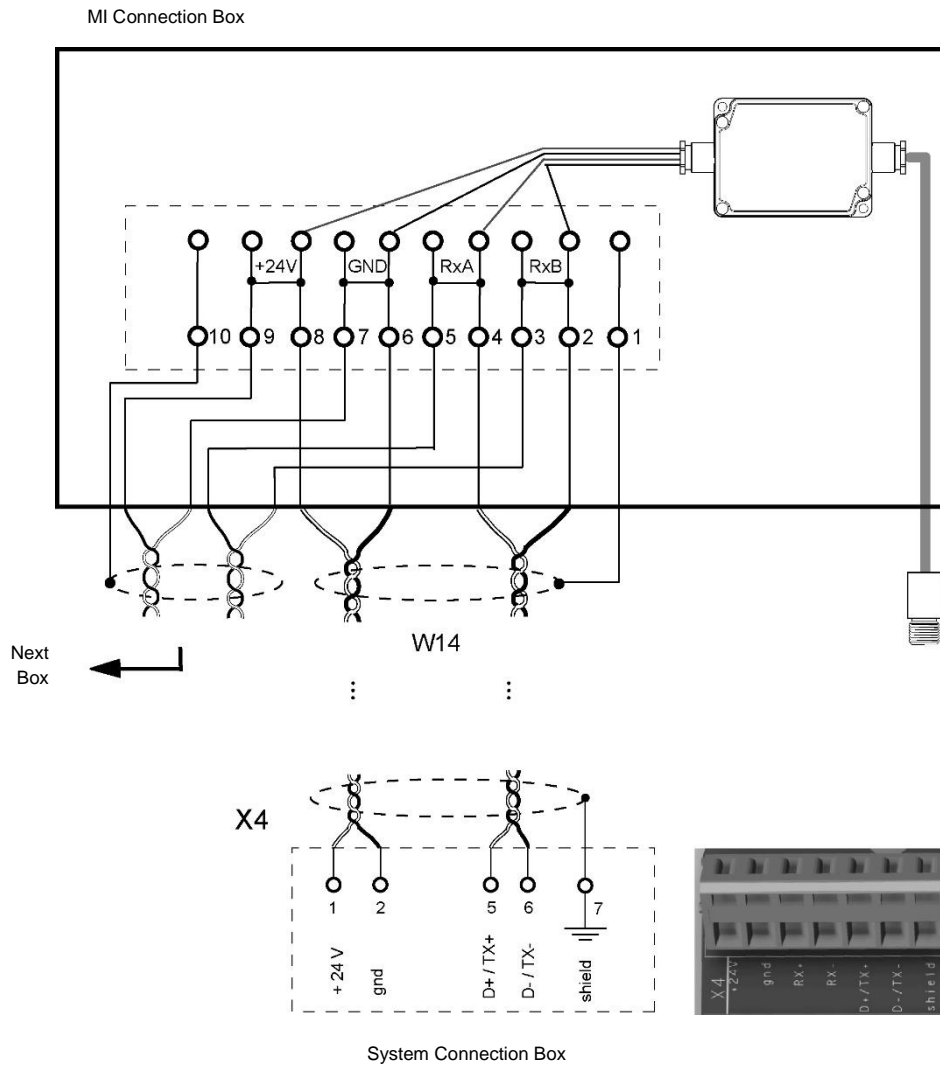 MI Connection Box
+24V GND RxA RxB
10 9 8 7 6 5 4 3 2 1
W14
Next
Box
X4
1 2 5 6 7
+ 24 V
gnd
D+ / TX+
D- / TX-
shield
X4
+24V
gnd
RX+
RX-
D+/TX+
D-/TX-
shield
System Connection Box